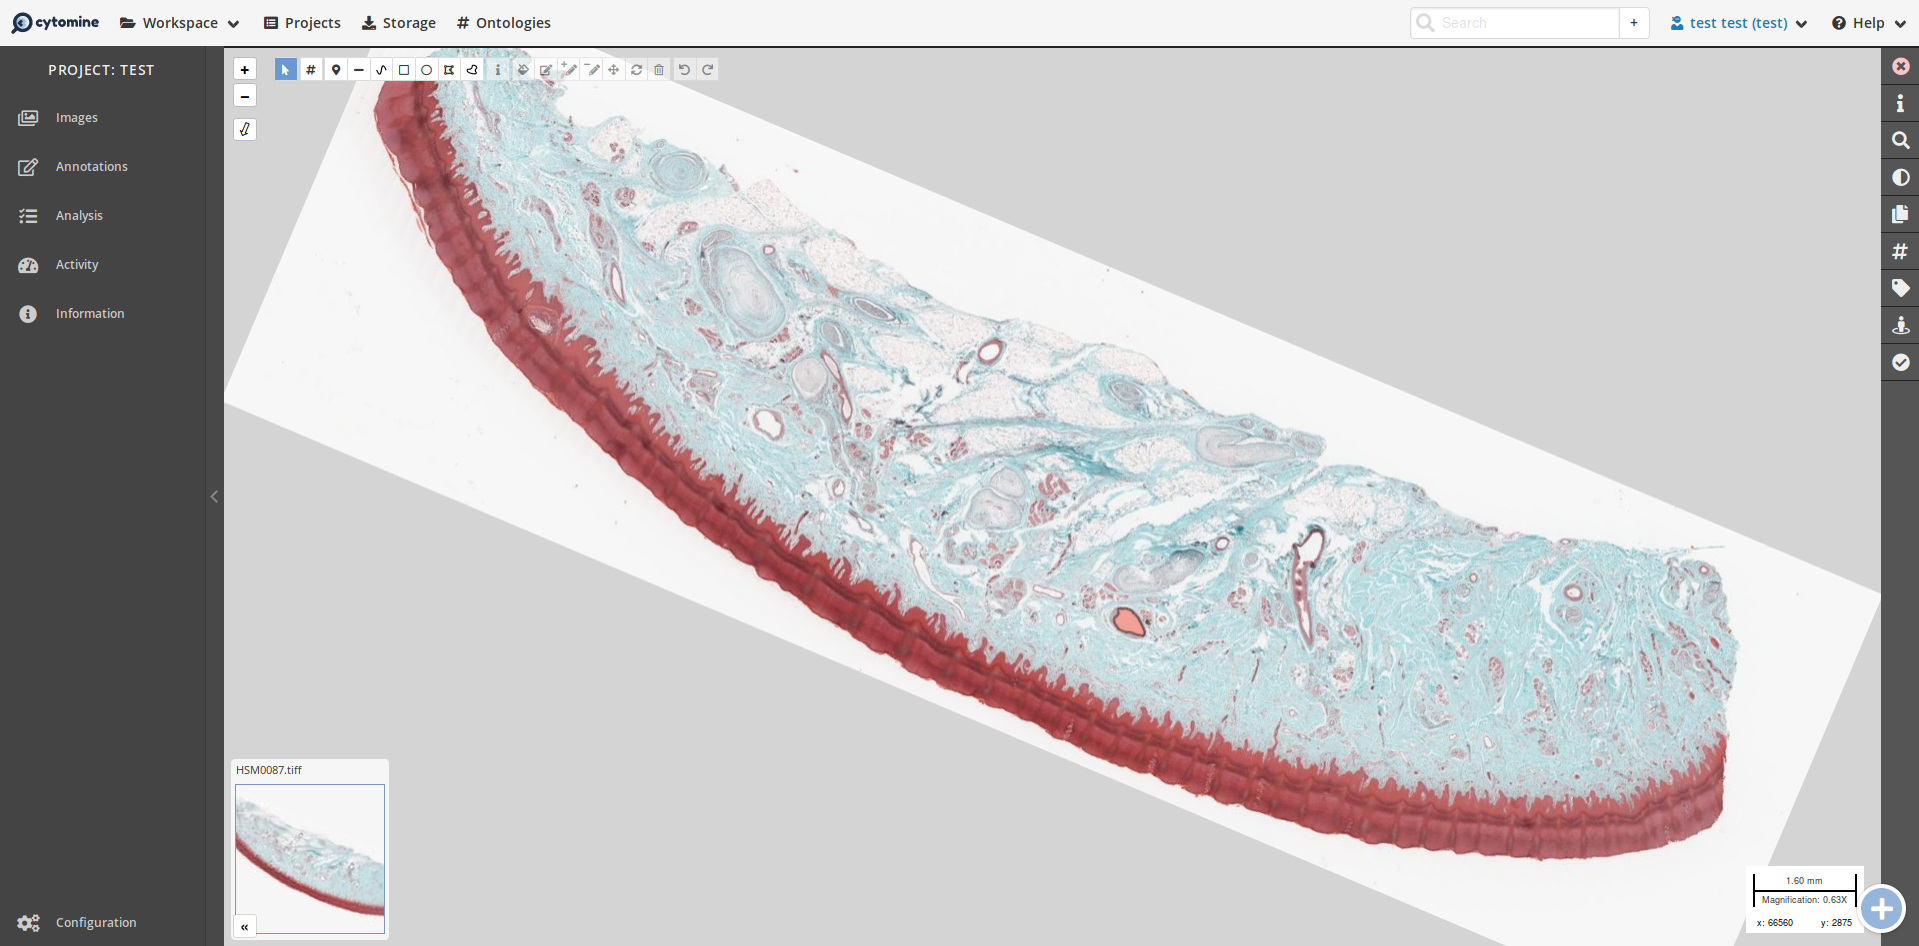 cytomine
Workspace
Projects
Storage
Ontologies
Search
+
test test (test)
Help
PROJECT: TEST
Images
Annotations
Analysis
Activity
Information
Configuration
+
−
HSM0087.tiff
«
1.60 mm
Magnification: 0.63X
x: 66560 y: 2875